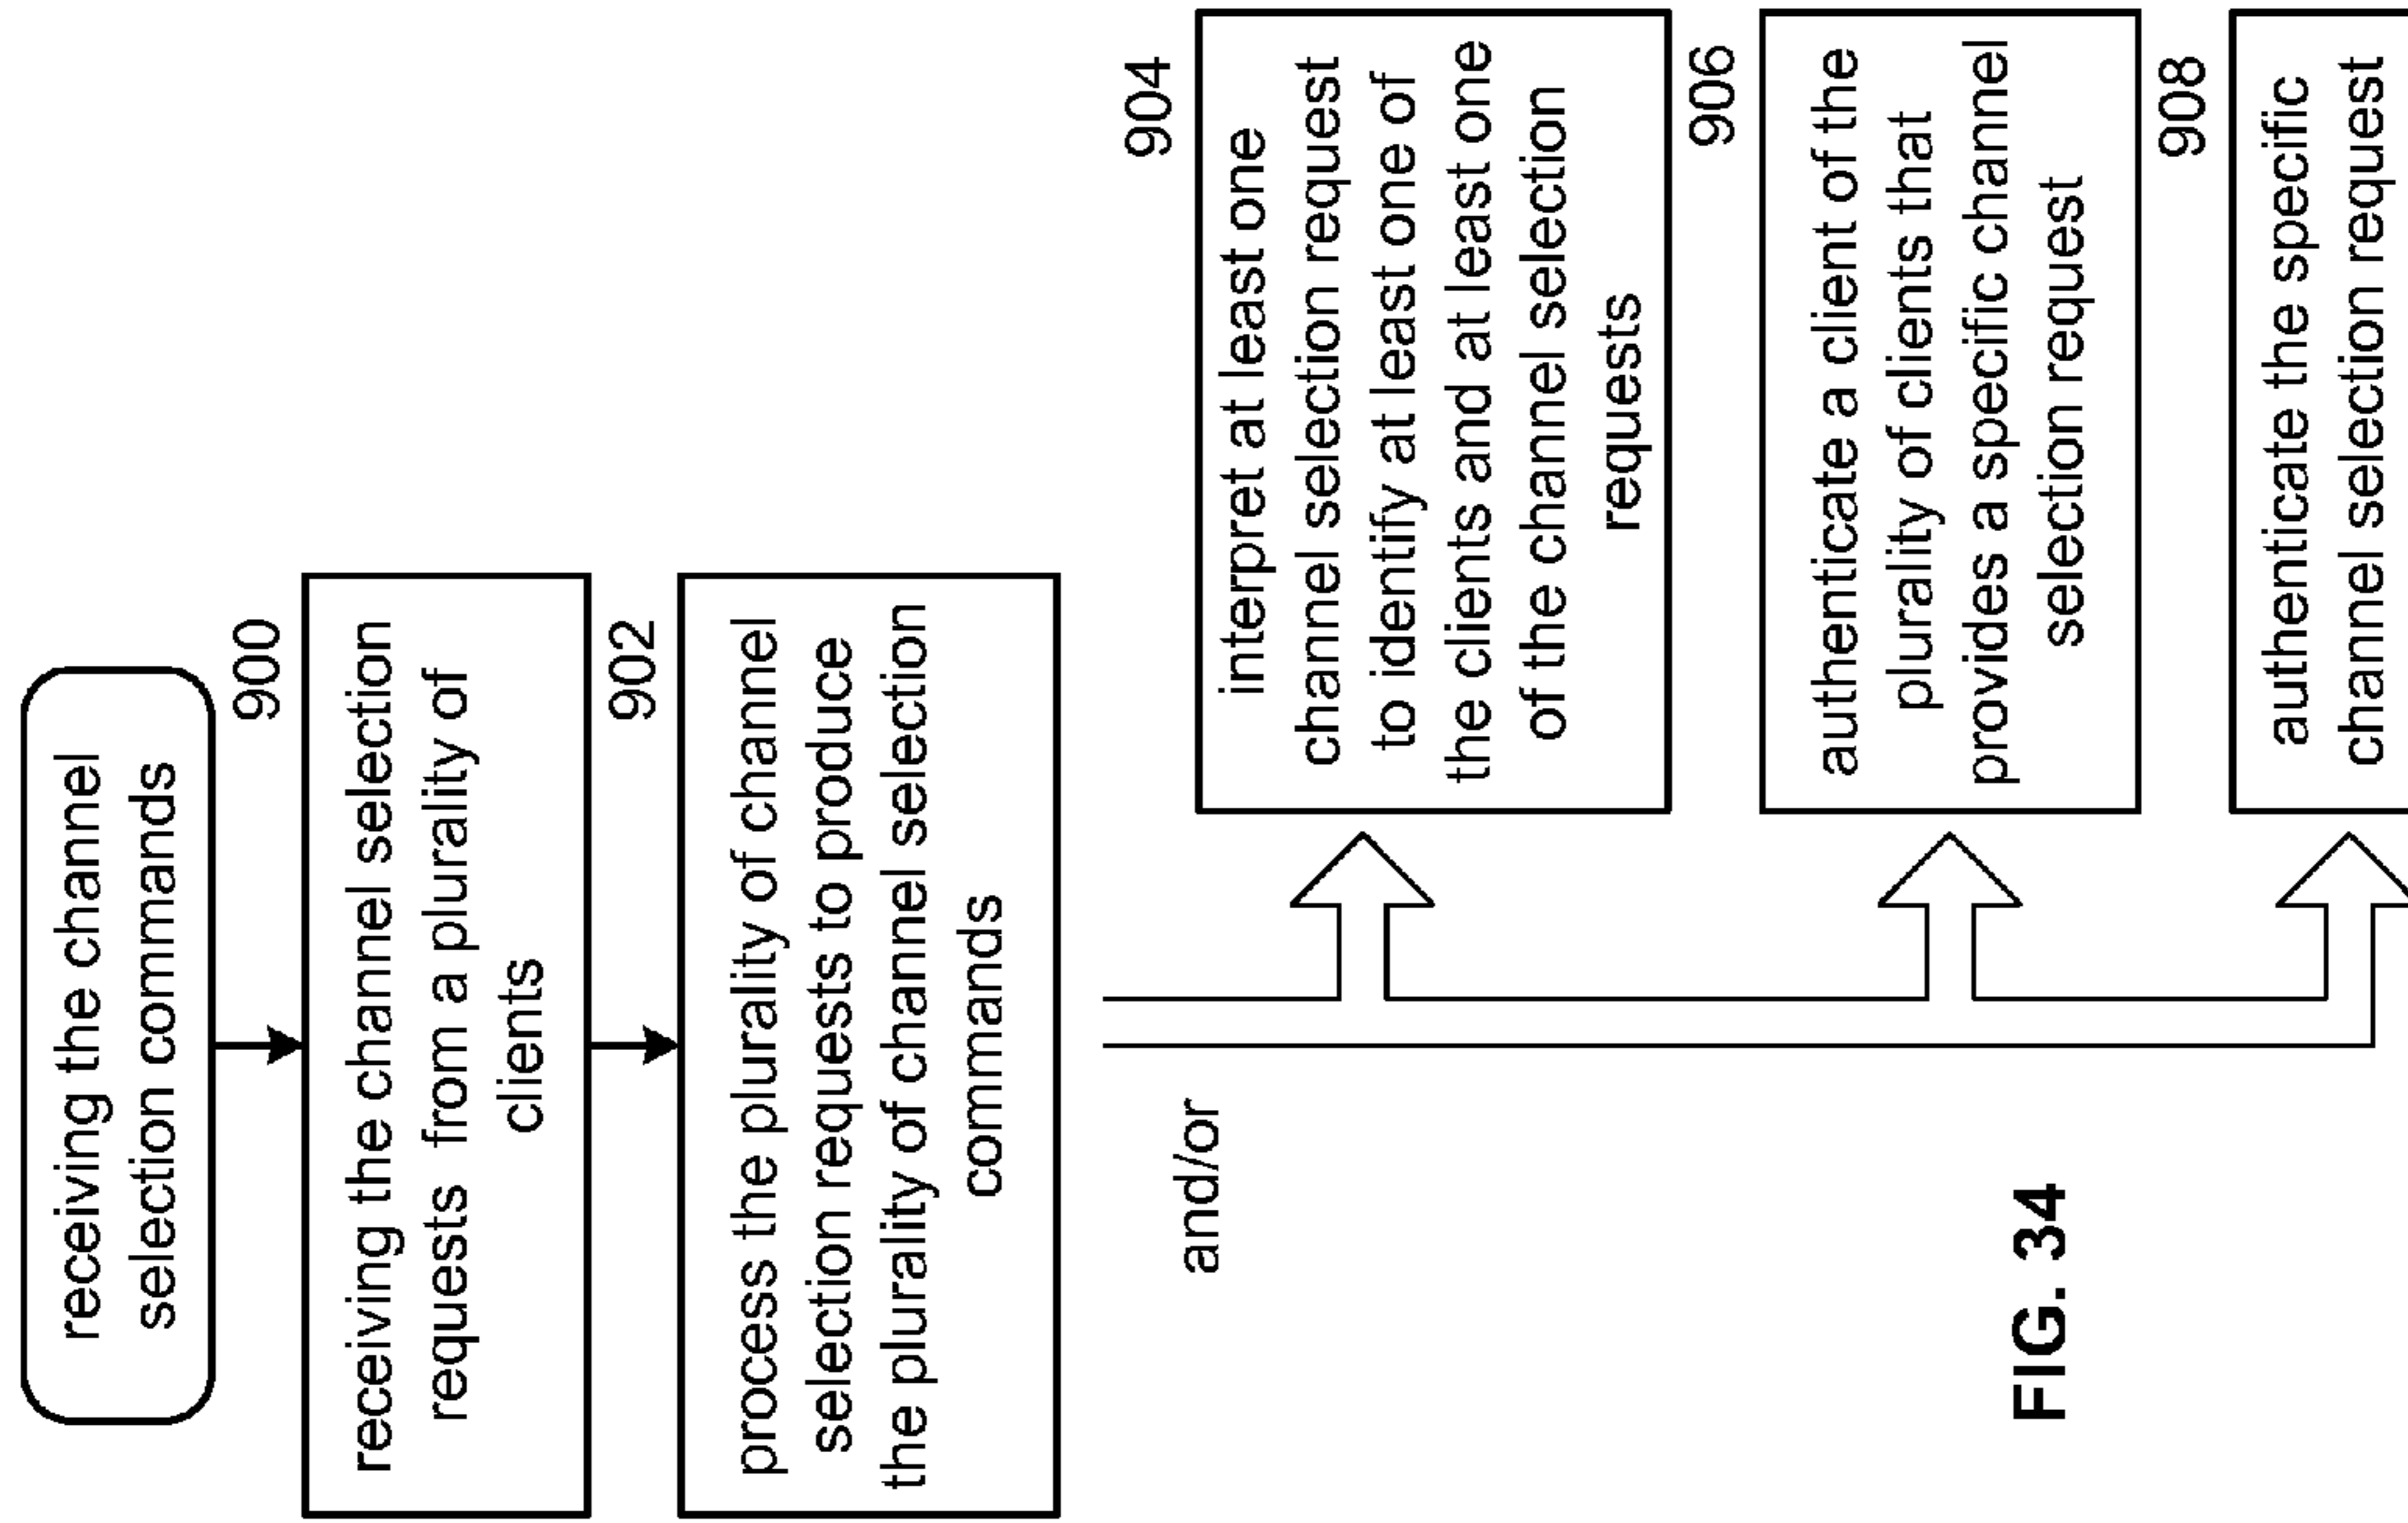 receiving the channel
selection commands
900
receiving the channel selection
requests from a plurality of
clients
902
process the plurality of channel
selection requests to produce
the plurality of channel selection
commands
and/or
904
interpret at least one
channel selection request
to identify at least one of
the clients and at least one
of the channel selection
requests
906
authenticate a client of the
plurality of clients that
provides a specific channel
selection request
908
authenticate the specific
channel selection request
FIG. 34